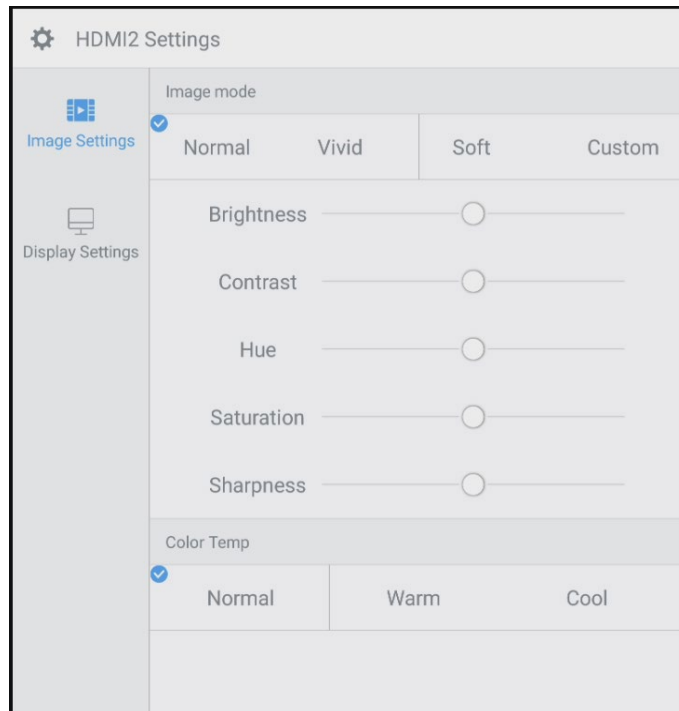 HDMI2 Settings
Image Settings
Display Settings
Image mode
Normal Vivid Soft Custom
Brightness
Contrast
Hue
Saturation
Sharpness
Color Temp
Normal Warm Cool